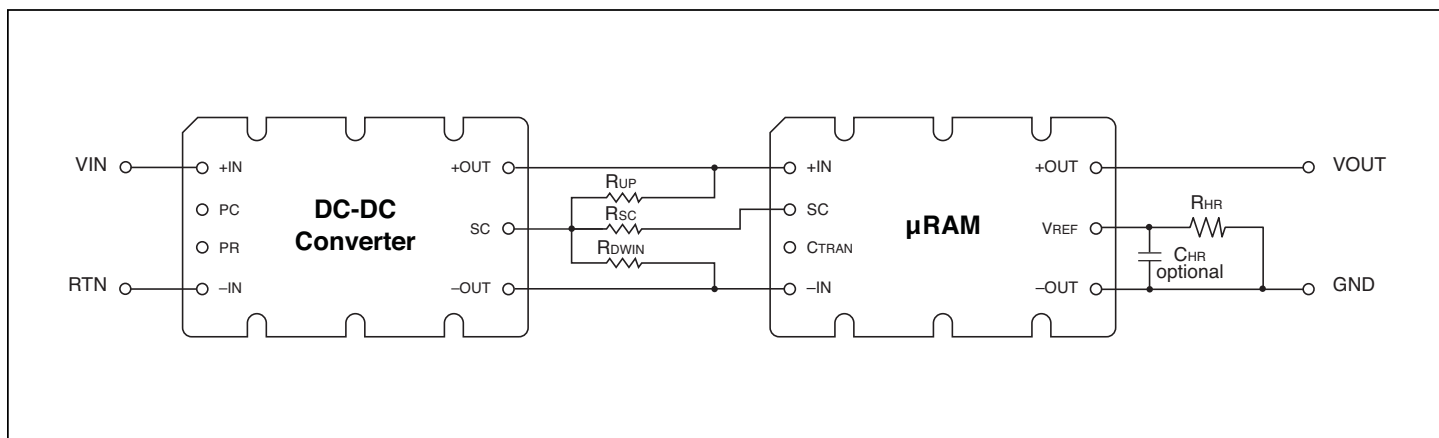 VIN
RTN
+IN
PC
PR
–IN
DC-DC
Converter
+OUT
SC
–OUT
RUP
RSC
RDWIN
+IN
SC
CTRAN
–IN
µRAM
+OUT
VREF
–OUT
RHR
CHR
optional
VOUT
GND